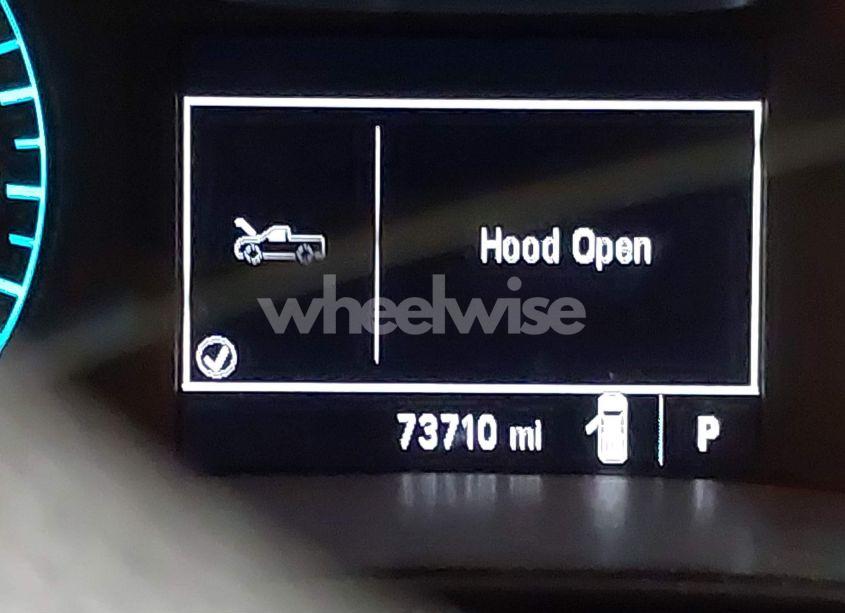 Hood Open
wheelwise
73710 mi
P